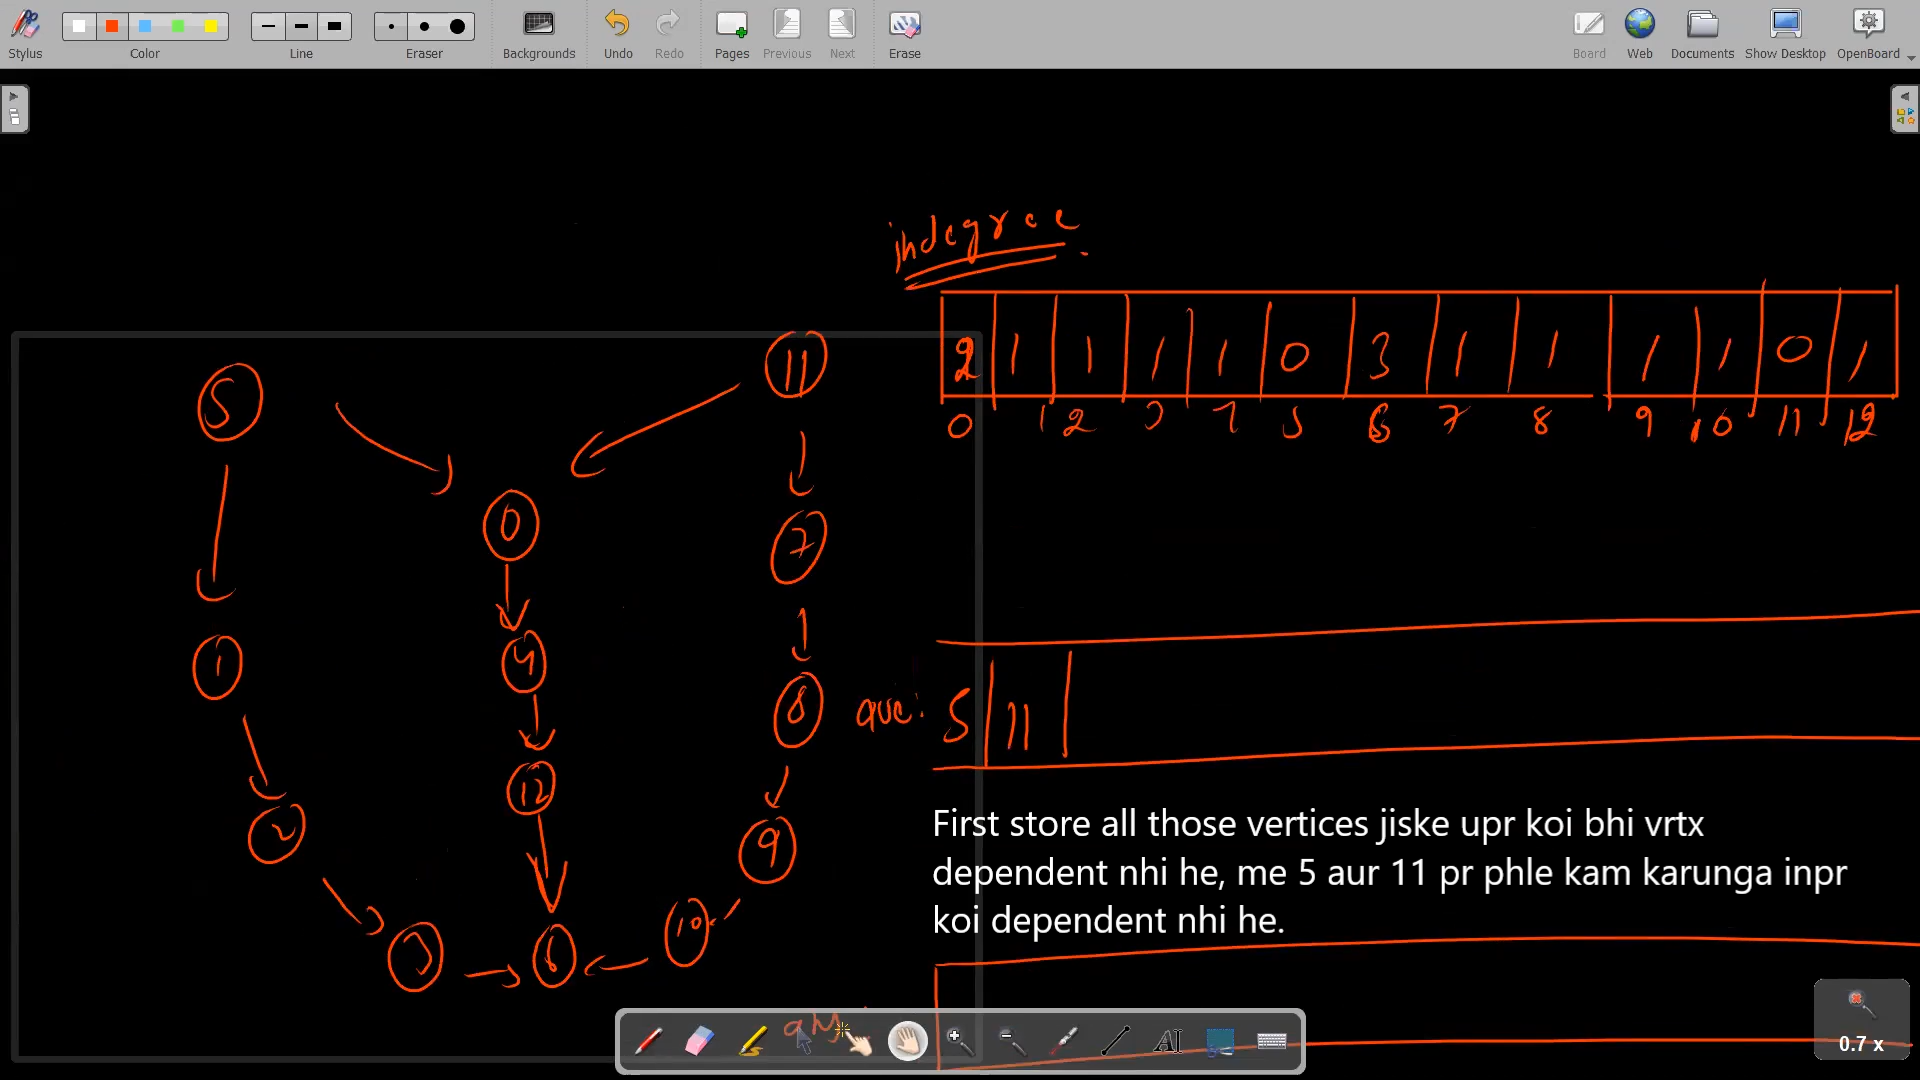 Stylus
Color
Line
Eraser
Backgrounds
Undo
Redo
Pages
Previous
Next
Erase
Board
Web
Documents
Show Desktop
OpenBoard
indegree
2 1 1 1 1 0 3 1 1 1 1 0 1
0 1 2 3 4 5 6 7 8 9 10 11 12
5
11
0
7
1
4
8
12
2
9
3
6
10
que:
5 11
First store all those vertices jiske upr koi bhi vrtx
dependent nhi he, me 5 aur 11 pr phle kam karunga inpr
koi dependent nhi he.
0.7 x